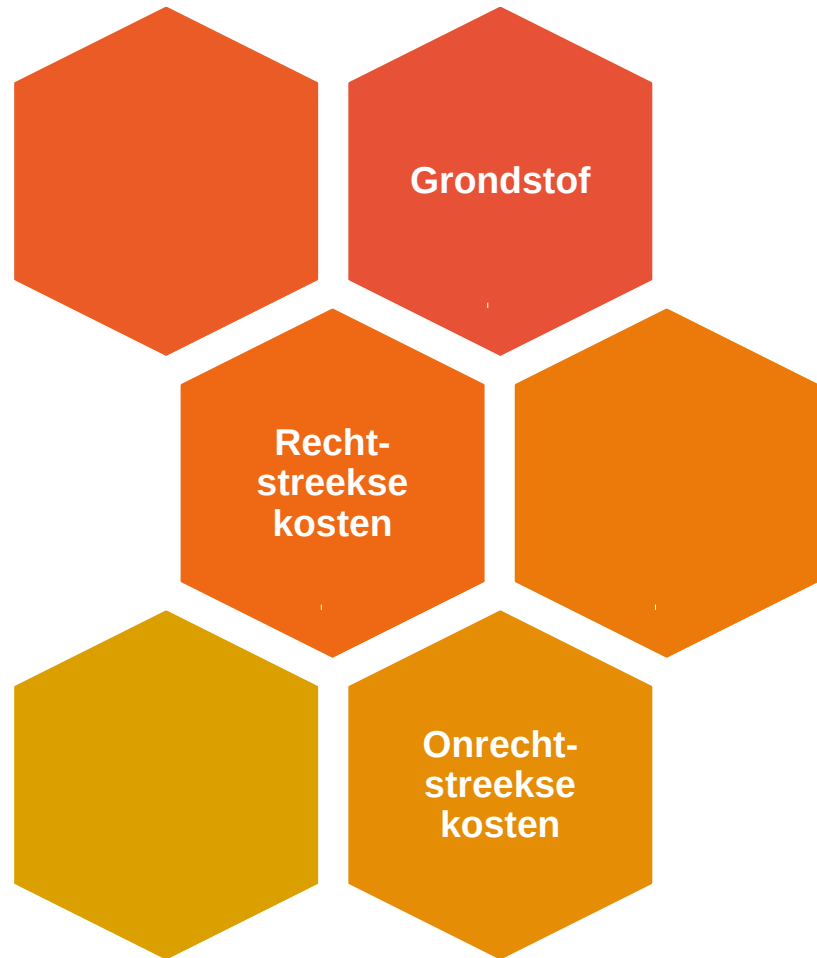 Grondstof
Recht-
streekse
kosten
Onrecht-
streekse
kosten